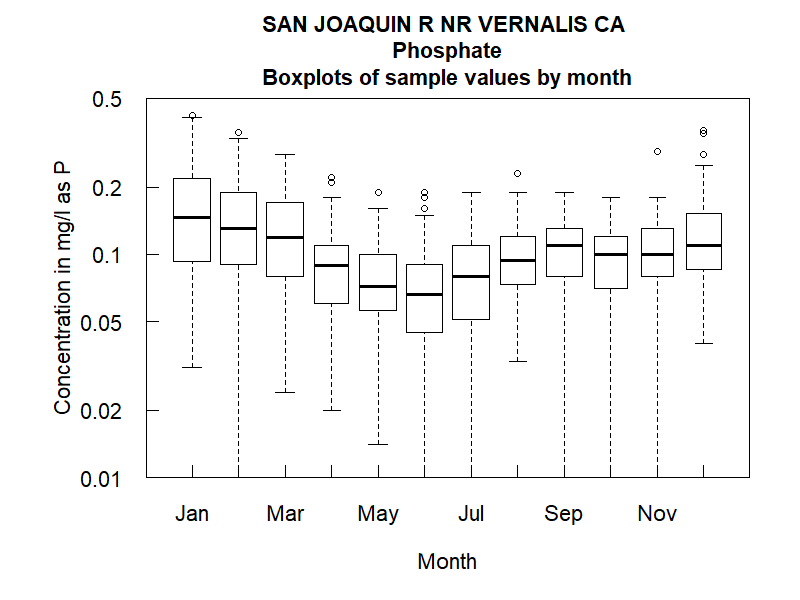 SAN JOAQUIN R NR VERNALIS CA
Phosphate
Boxplots of sample values by month
Concentration in mg/l as P
0.5
0.2
0.1
0.05
0.02
0.01
Jan Mar May Jul Sep Nov
Month